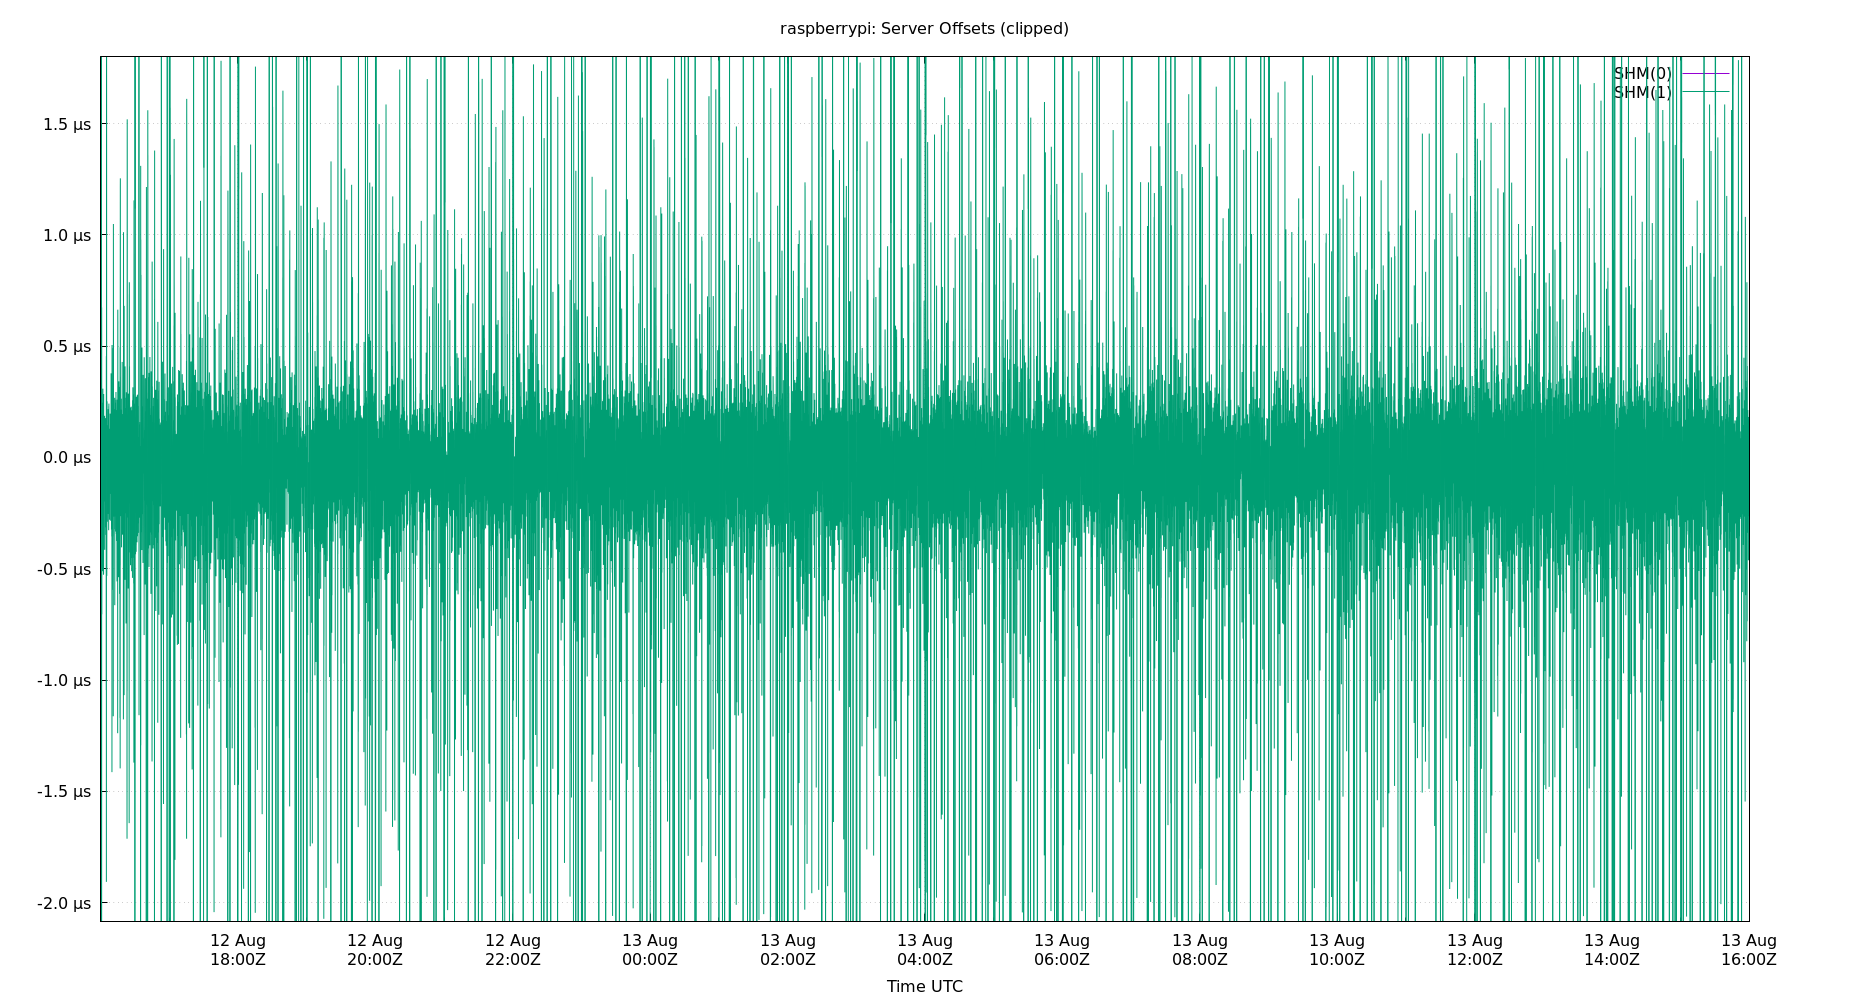 raspberrypi: Server Offsets (clipped)
SHM(0)
SHM(1)
1.5 µs
1.0 µs
0.5 µs
0.0 µs
-0.5 µs
-1.0 µs
-1.5 µs
-2.0 µs
12 Aug 12 Aug 12 Aug 13 Aug 13 Aug 13 Aug 13 Aug 13 Aug 13 Aug 13 Aug 13 Aug 13 Aug
18:00Z 20:00Z 22:00Z 00:00Z 02:00Z 04:00Z 06:00Z 08:00Z 10:00Z 12:00Z 14:00Z 16:00Z
Time UTC